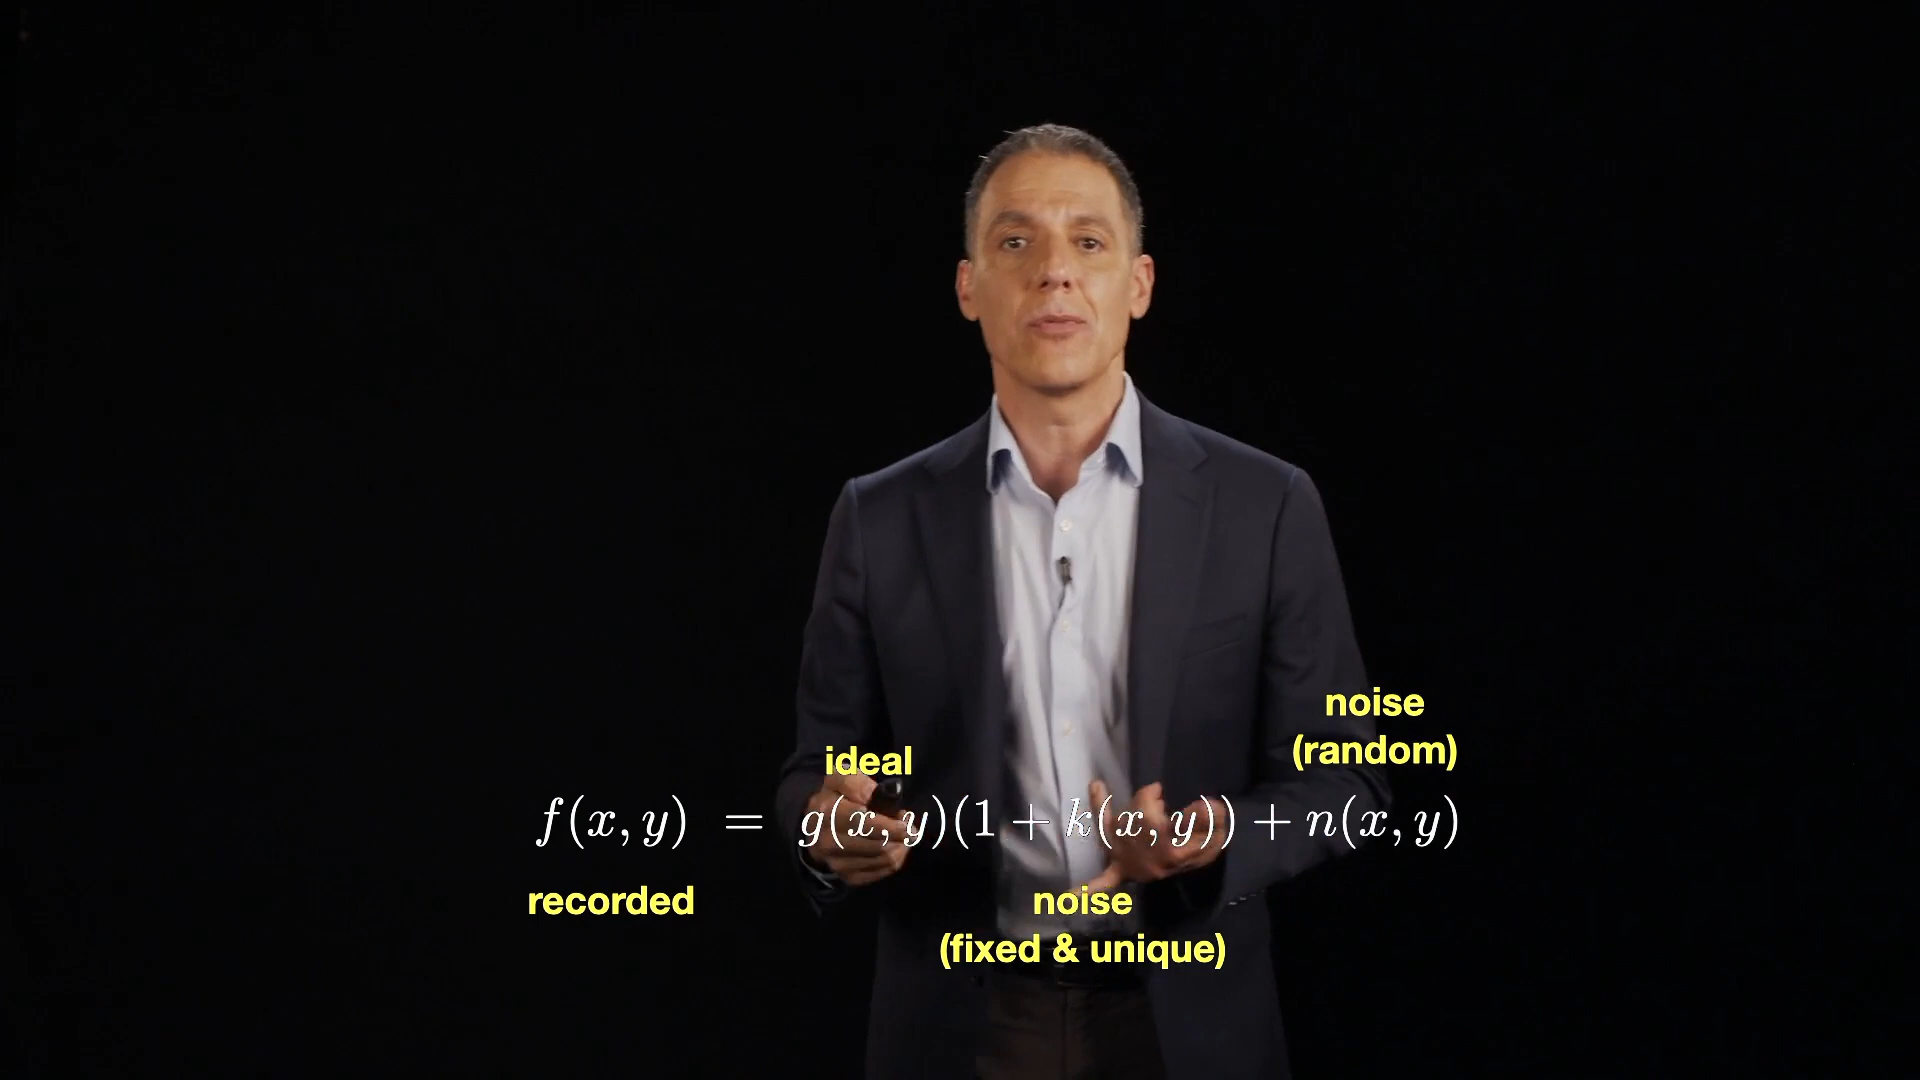 noise
(random)
ideal
f(x, y) = g(x, y)(1 + k(x, y)) + n(x, y)
recorded
noise
(fixed & unique)